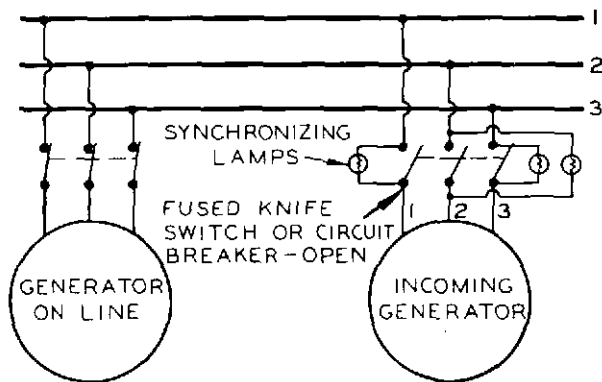 1
2
3
SYNCHRONIZING
LAMPS
FUSED KNIFE
SWITCH OR CIRCUIT
BREAKER-OPEN
1 2 3
GENERATOR
ON LINE
INCOMING
GENERATOR